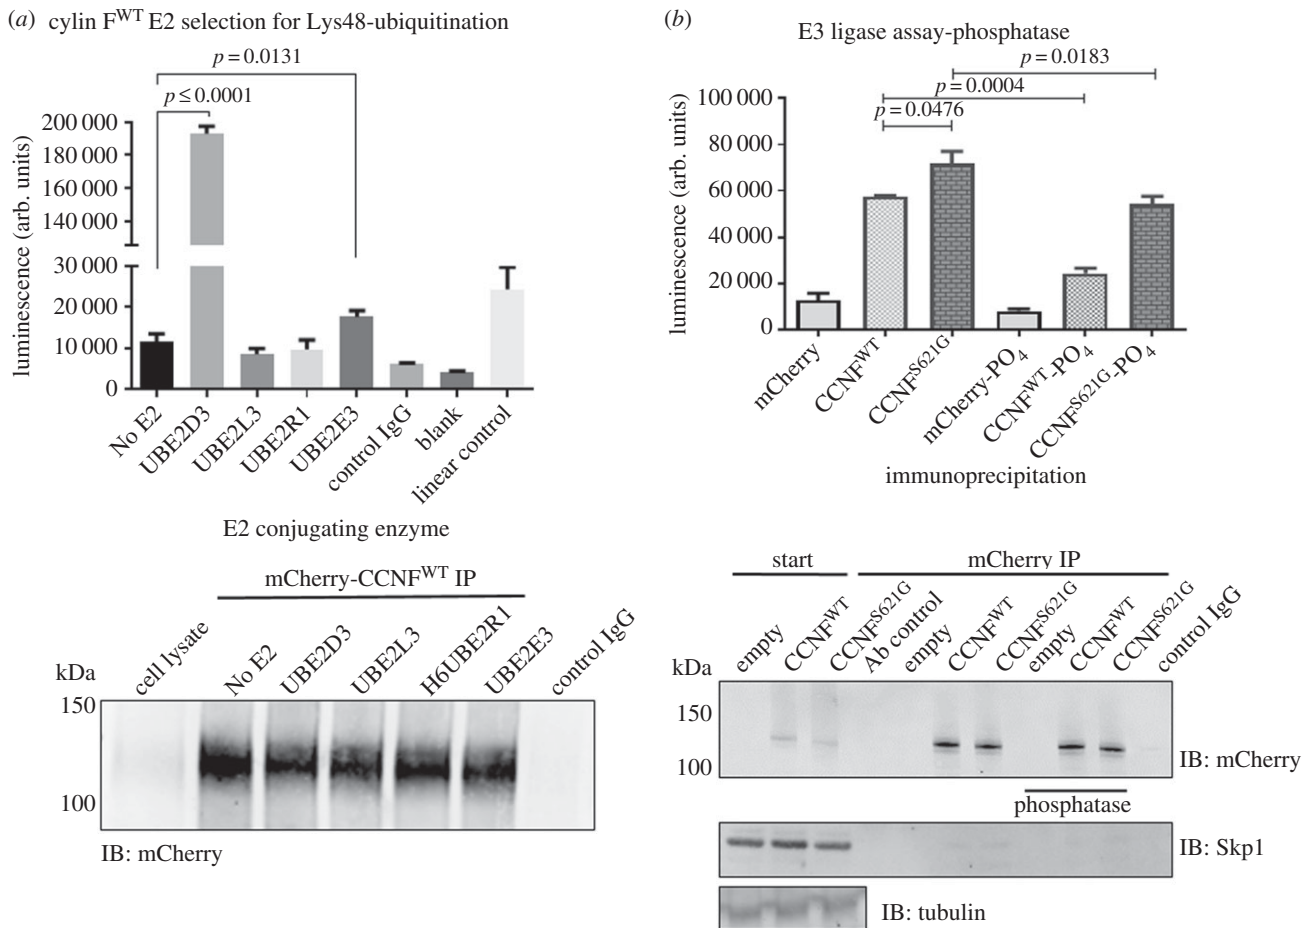 (a) cylin F^WT E2 selection for Lys48-ubiquitination
p = 0.0131
p ≤ 0.0001
luminescence (arb. units)
200 000
180 000
160 000
140 000
120 000
100 000
30 000
20 000
10 000
0
No E2
UBE2D3
UBE2L3
UBE2R1
UBE2E3
control IgG
blank
linear control
E2 conjugating enzyme
mCherry-CCNF^WT IP
kDa
cell lysate
No E2
UBE2D3
UBE2L3
H6UBE2R1
UBE2E3
control IgG
150
100
IB: mCherry
(b)
E3 ligase assay-phosphatase
p = 0.0183
p = 0.0004
p = 0.0476
luminescence (arb. units)
100 000
80 000
60 000
40 000
20 000
0
mCherry
CCNF^WT
CCNF^S621G
mCherry-PO4
CCNF^WT-PO4
CCNF^S621G-PO4
immunoprecipitation
start
mCherry IP
kDa
empty
CCNF^WT
CCNF^S621G
Ab control
empty
CCNF^WT
CCNF^S621G
empty
CCNF^WT
CCNF^S621G
control IgG
150
100
IB: mCherry
phosphatase
IB: Skp1
IB: tubulin